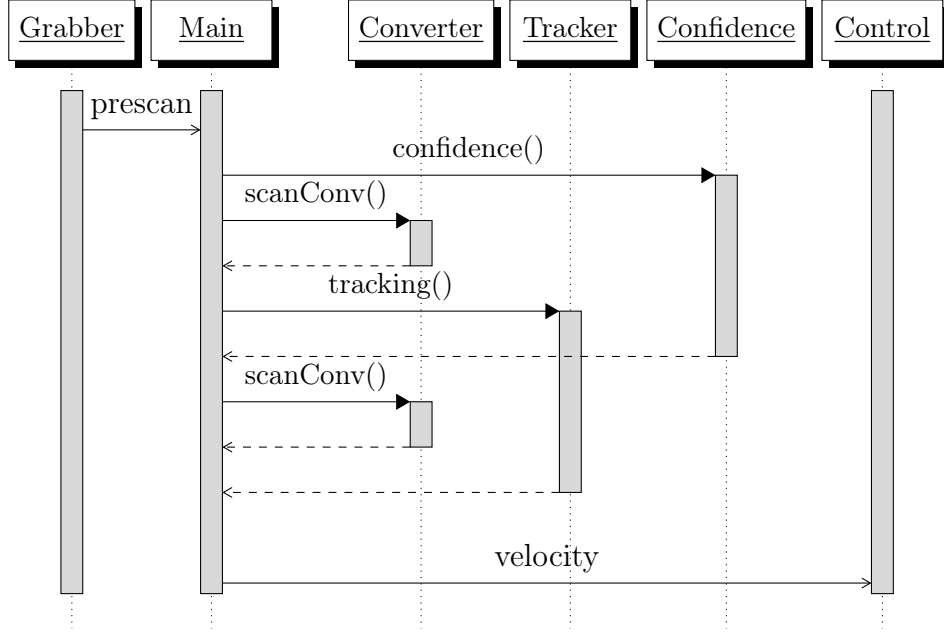 Grabber Main Converter Tracker Confidence Control
prescan
confidence()
scanConv()
tracking()
scanConv()
velocity